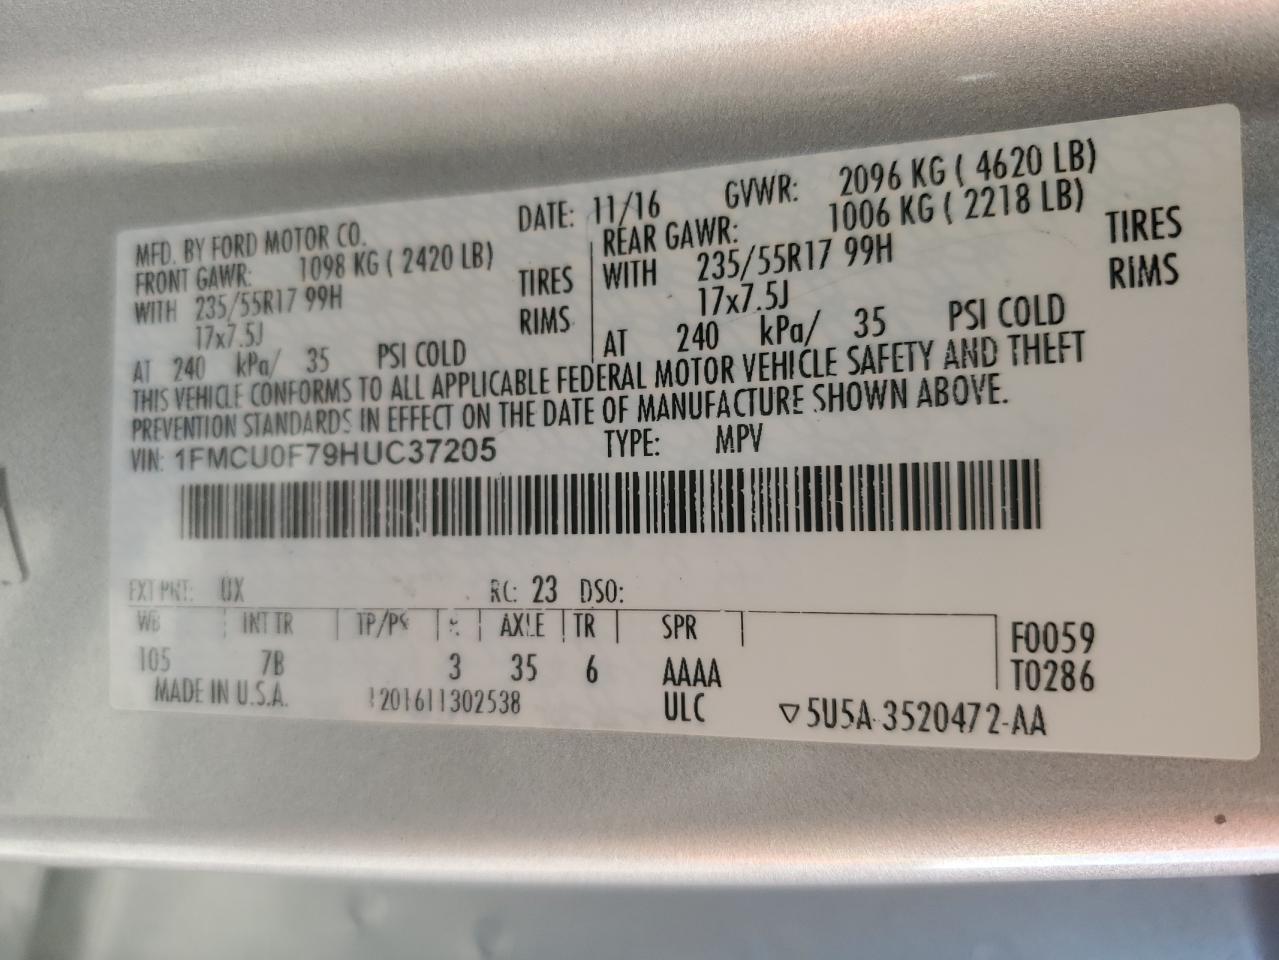 MFD. BY FORD MOTOR CO. DATE: 11/16 GVWR: 2096 KG ( 4620 LB)
FRONT GAWR: 1098 KG ( 2420 LB) REAR GAWR: 1006 KG ( 2218 LB)
WITH 235/55R17 99H TIRES WITH 235/55R17 99H TIRES
17x7.5J RIMS 17x7.5J RIMS
AT 240 kPa/ 35 PSI COLD AT 240 kPa/ 35 PSI COLD
THIS VEHICLE CONFORMS TO ALL APPLICABLE FEDERAL MOTOR VEHICLE SAFETY AND THEFT
PREVENTION STANDARDS IN EFFECT ON THE DATE OF MANUFACTURE SHOWN ABOVE.
VIN: 1FMCU0F79HUC37205 TYPE: MPV
EXT PNT: UX RC: 23 DSO:
WB INT TR TP/PS AXLE TR SPR F0059
105 7B 3 35 6 AAAA T0286
MADE IN U.S.A. 201611302538 ULC ▽5U5A-3520472-AA